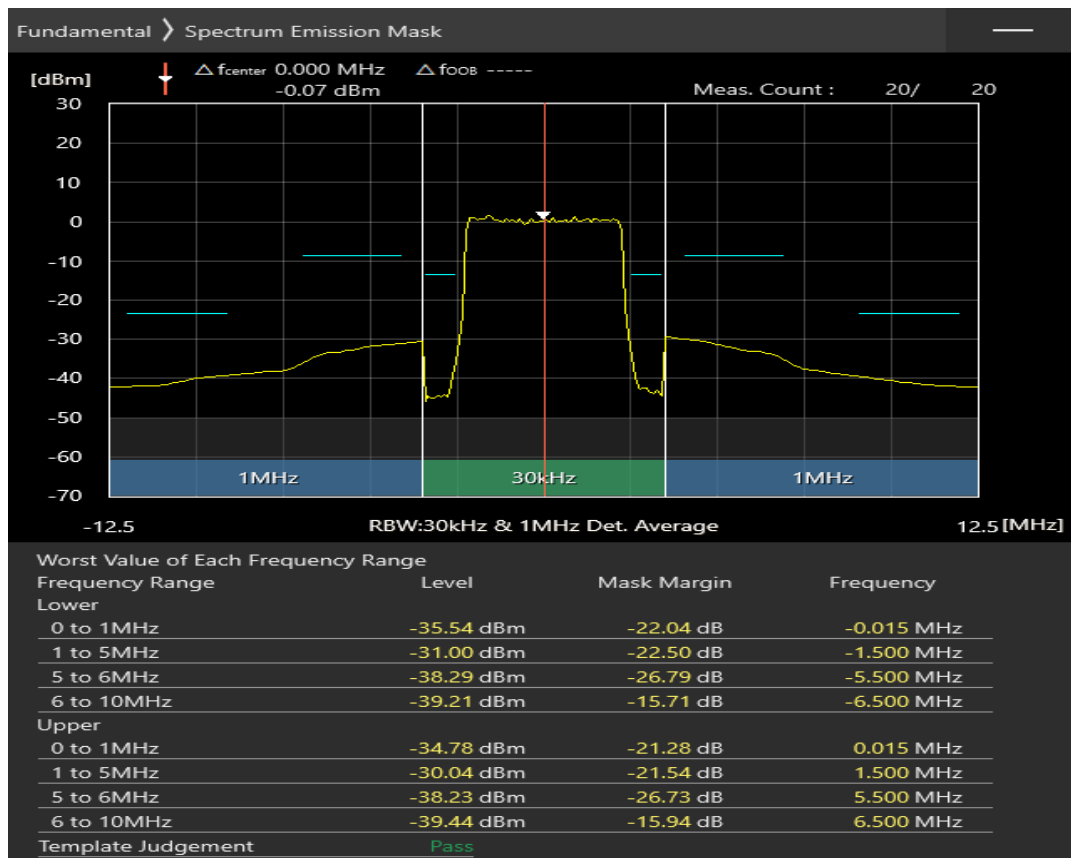 Fundamental ❯ Spectrum Emission Mask
[dBm] △ fcenter 0.000 MHz △ fOOB -----
-0.07 dBm Meas. Count : 20/ 20
30
20
10
0
-10
-20
-30
-40
-50
-60
-70
1MHz 30kHz 1MHz
-12.5 RBW:30kHz & 1MHz Det. Average 12.5 [MHz]
Worst Value of Each Frequency Range
Frequency Range Level Mask Margin Frequency
Lower
0 to 1MHz -35.54 dBm -22.04 dB -0.015 MHz
1 to 5MHz -31.00 dBm -22.50 dB -1.500 MHz
5 to 6MHz -38.29 dBm -26.79 dB -5.500 MHz
6 to 10MHz -39.21 dBm -15.71 dB -6.500 MHz
Upper
0 to 1MHz -34.78 dBm -21.28 dB 0.015 MHz
1 to 5MHz -30.04 dBm -21.54 dB 1.500 MHz
5 to 6MHz -38.23 dBm -26.73 dB 5.500 MHz
6 to 10MHz -39.44 dBm -15.94 dB 6.500 MHz
Template Judgement Pass